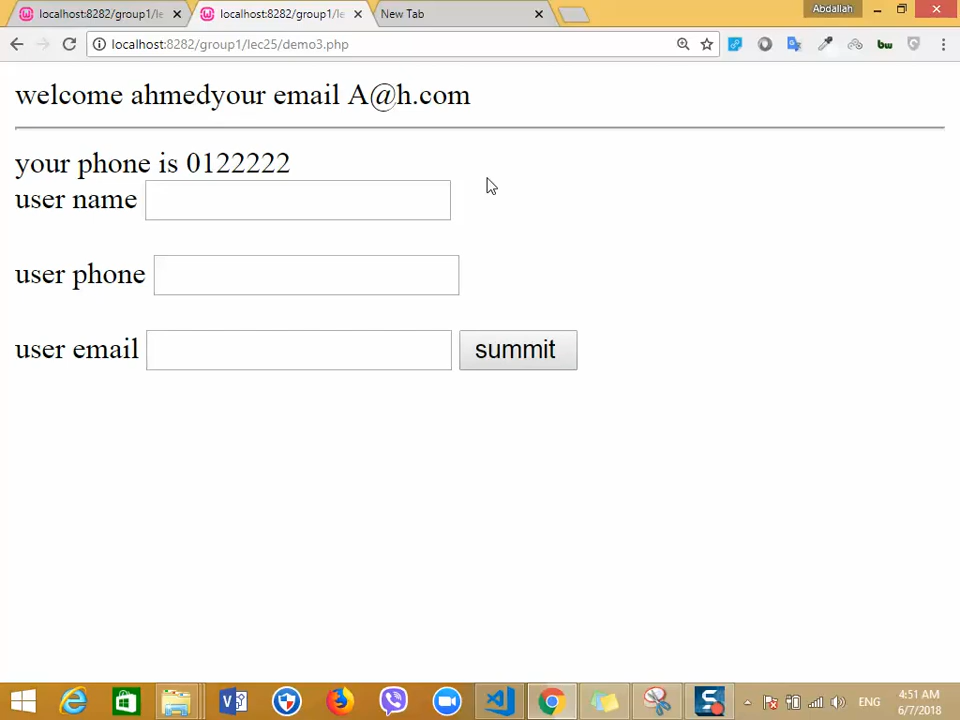 localhost:8282/group1/le
localhost:8282/group1/le
New Tab
Abdallah
localhost:8282/group1/lec25/demo3.php
bw
welcome ahmedyour email A@h.com
your phone is 0122222
user name
user phone
user email
summit
ENG
4:51 AM
6/7/2018